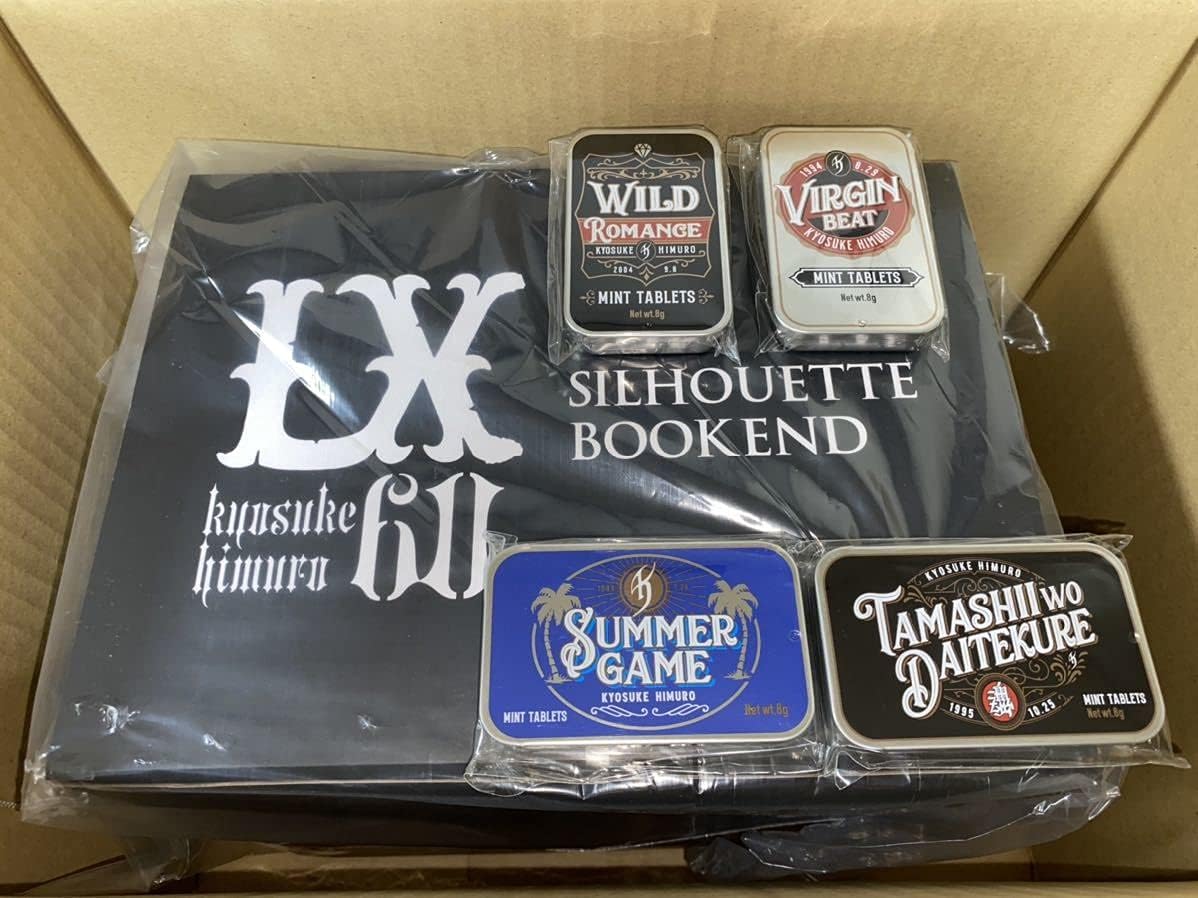 LX
kyosuke
himuro 60
SILHOUETTE
BOOKEND
WILD
ROMANCE
KYOSUKE HIMURO
2004 9.8
MINT TABLETS
Net wt.8g
1994 8.29
VIRGIN
BEAT
KYOSUKE HIMURO
MINT TABLETS
Net wt.8g
SUMMER
GAME
KYOSUKE HIMURO
MINT TABLETS
Net wt.8g
KYOSUKE HIMURO
TAMASHII WO
DAITEKURE
1995 10.25
MINT TABLETS
Net wt.8g